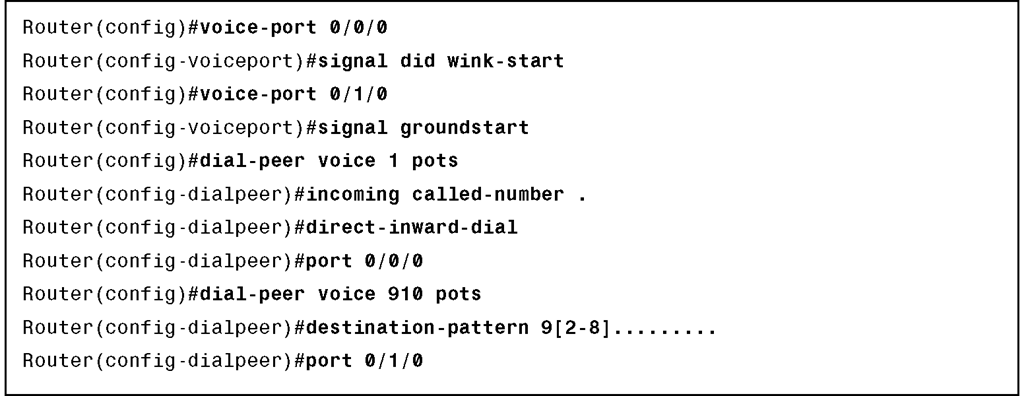 Router(config)#voice-port 0/0/0
Router(config-voiceport)#signal did wink-start
Router(config)#voice-port 0/1/0
Router(config-voiceport)#signal groundstart
Router(config)#dial-peer voice 1 pots
Router(config-dialpeer)#incoming called-number .
Router(config-dialpeer)#direct-inward-dial
Router(config-dialpeer)#port 0/0/0
Router(config)#dial-peer voice 910 pots
Router(config-dialpeer)#destination-pattern 9[2-8].........
Router(config-dialpeer)#port 0/1/0